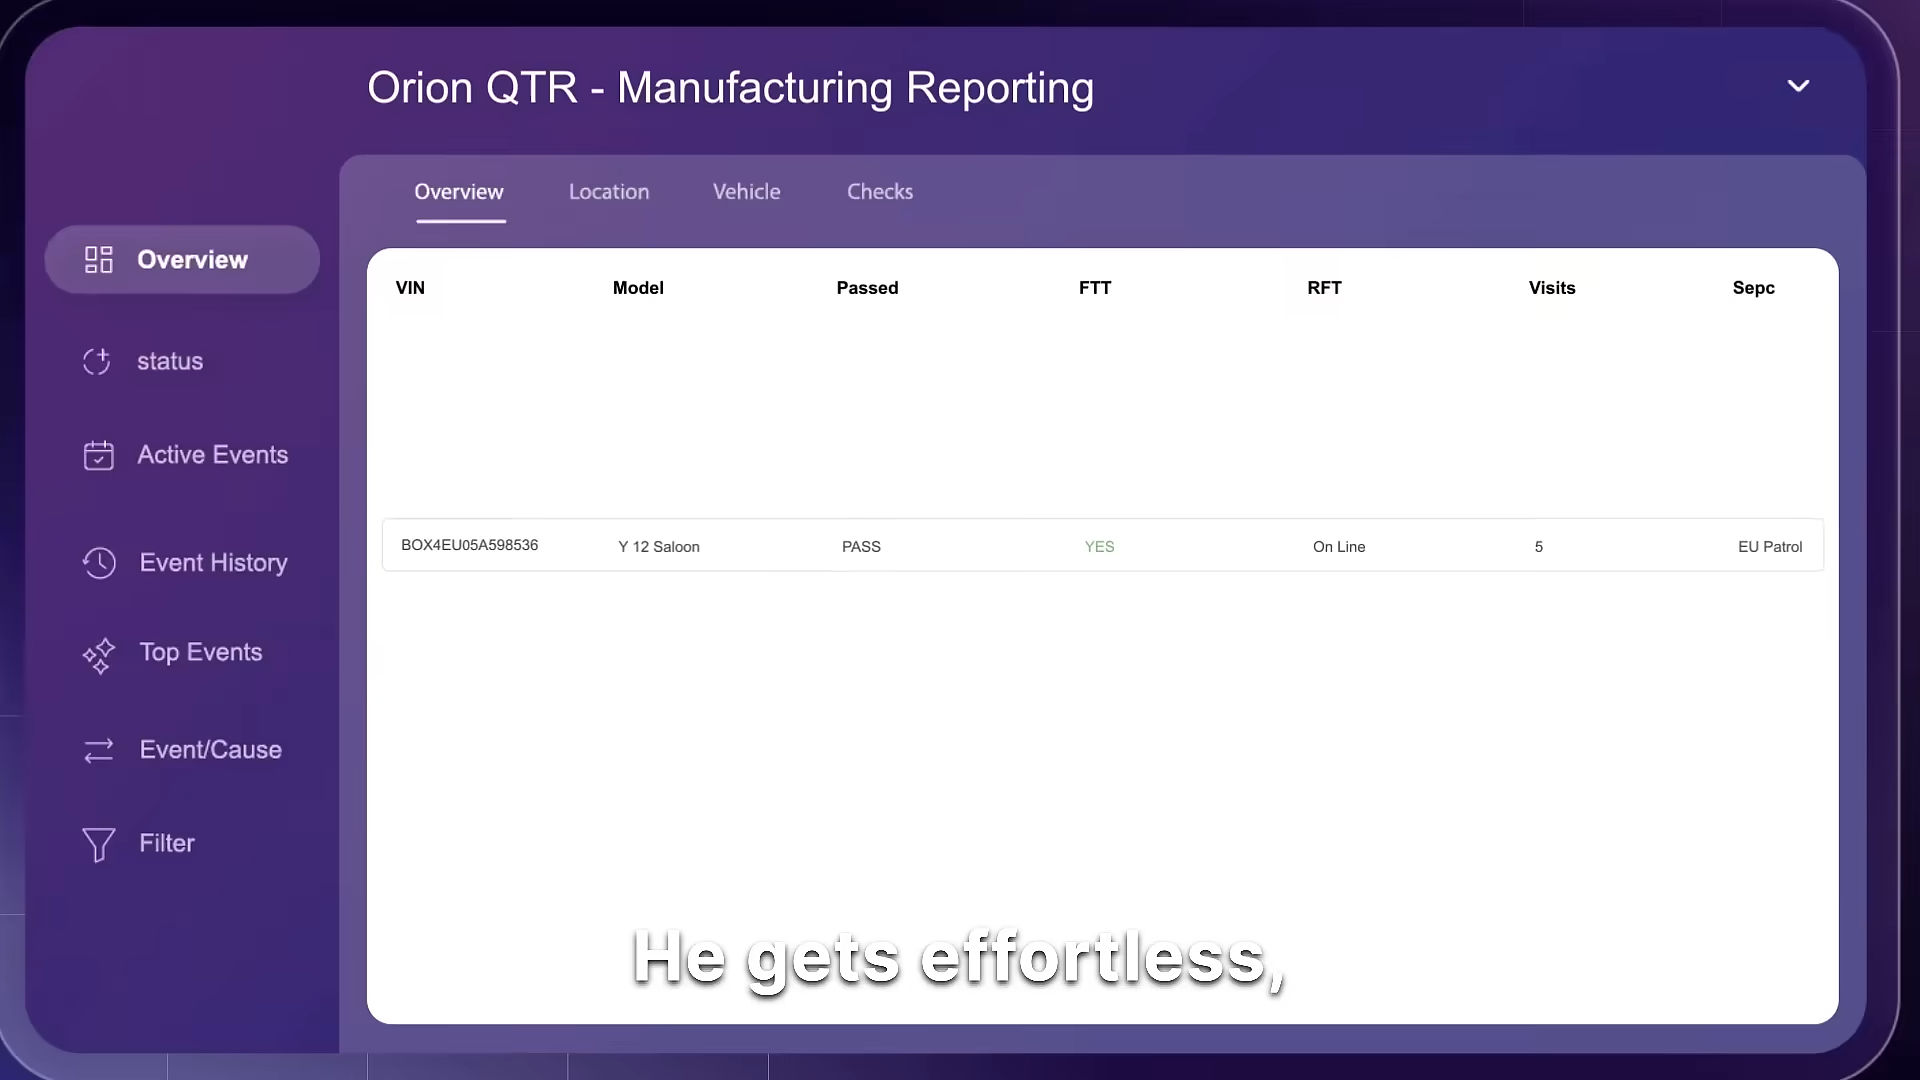 Orion QTR - Manufacturing Reporting
Overview Location Vehicle Checks
Overview
status
Active Events
Event History
Top Events
Event/Cause
Filter
VIN Model Passed FTT RFT Visits Sepc
BOX4EU05A598536 Y 12 Saloon PASS YES On Line 5 EU Patrol
He gets effortless,